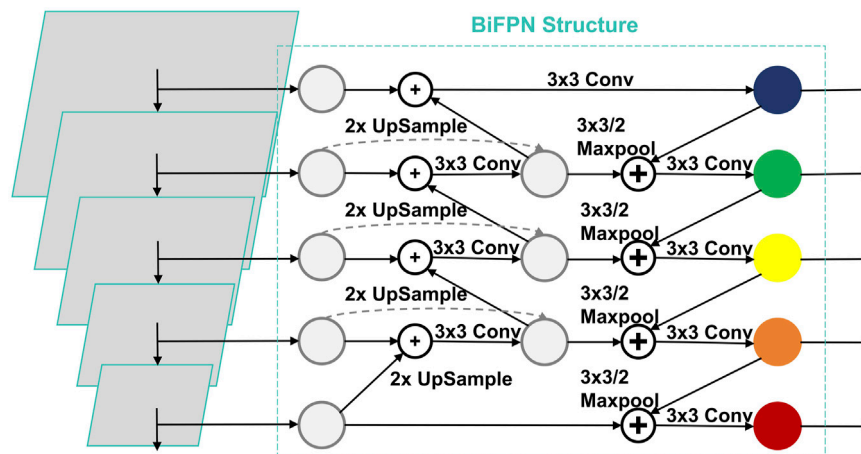 BiFPN Structure
3x3 Conv
2x UpSample
3x3/2
Maxpool
3x3 Conv
3x3 Conv
2x UpSample
3x3/2
Maxpool
3x3 Conv
3x3 Conv
2x UpSample
3x3/2
Maxpool
3x3 Conv
3x3 Conv
2x UpSample
3x3/2
Maxpool
3x3 Conv